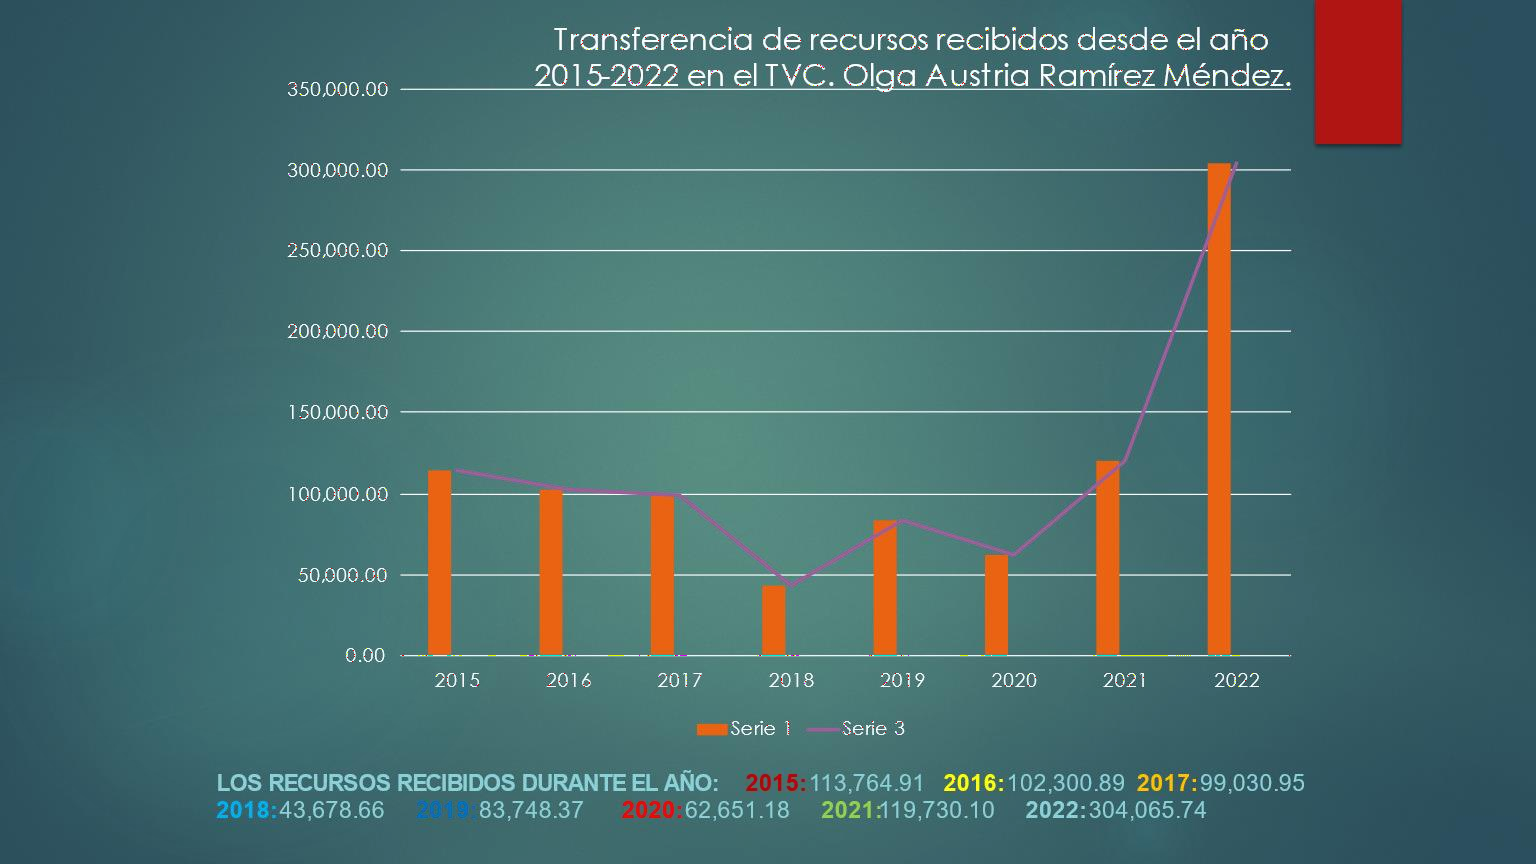 Transferencia de recursos recibidos desde el año
2015-2022 en el TVC. Olga Austria Ramírez Méndez.
350,000.00
300,000.00
250,000.00
200,000.00
150,000.00
100,000.00
50,000.00
0.00
2015 2016 2017 2018 2019 2020 2021 2022
Serie 1 Serie 3
LOS RECURSOS RECIBIDOS DURANTE EL AÑO: 2015: 113,764.91 2016: 102,300.89 2017: 99,030.95
2018: 43,678.66 2019: 83,748.37 2020: 62,651.18 2021: 119,730.10 2022: 304,065.74